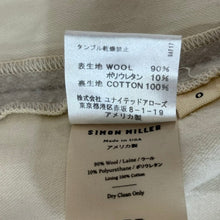 タンブル乾燥禁止
表生地 WOOL 90%
ポリウレタン 10%
裏生地 COTTON 100%
株式会社 ユナイテッドアローズ
東京都渋谷区
神宮前 2-31-12
アメリカ製
SIMON MILLER
Made in USA
アメリカ製
90% Wool / Laine / ウール
10% Polyurethane / ポリウレタン
Lining 100% Cotton
Dry Clean Only